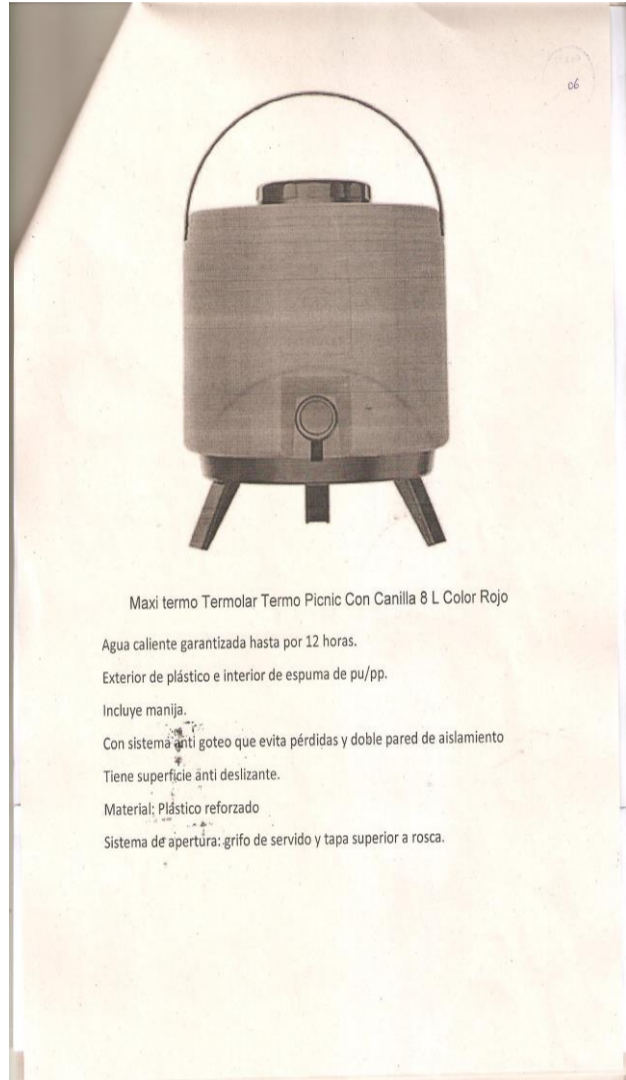 06
Maxi termo Termolar Termo Picnic Con Canilla 8 L Color Rojo
Agua caliente garantizada hasta por 12 horas.
Exterior de plástico e interior de espuma de pu/pp.
Incluye manija.
Con sistema anti goteo que evita pérdidas y doble pared de aislamiento
Tiene superficie anti deslizante.
Material: Plástico reforzado
Sistema de apertura: grifo de servido y tapa superior a rosca.